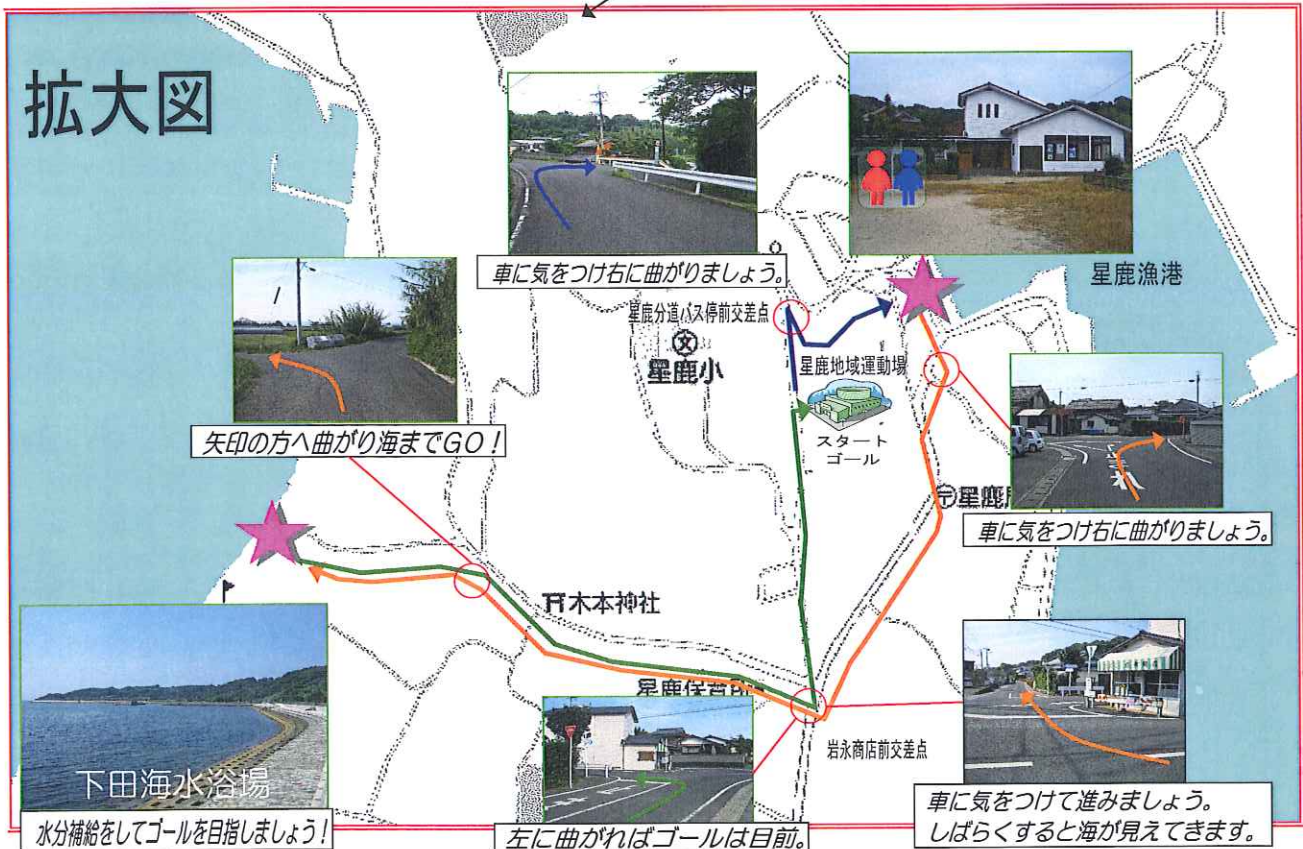 拡大図
車に気をつけ右に曲がりましょう。
星鹿漁港
星鹿分道バス停前交差点
文
星鹿小
星鹿地域運動場
スタート
ゴール
矢印の方へ曲がり海までGO!
〒星鹿
車に気をつけ右に曲がりましょう。
木本神社
星鹿保育所
岩永商店前交差点
下田海水浴場
水分補給をしてゴールを目指しましょう!
左に曲がればゴールは目前。
車に気をつけて進みましょう。
しばらくすると海が見えてきます。